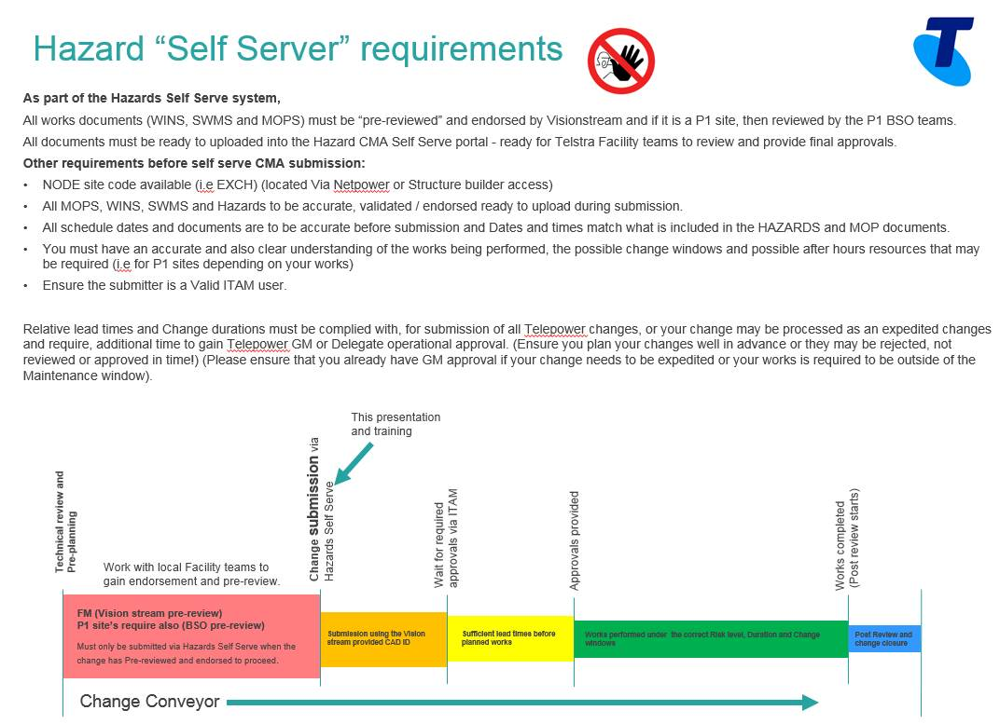 Hazard “Self Server” requirements
As part of the Hazards Self Serve system,
All works documents (WINS, SWMS and MOPS) must be “pre-reviewed” and endorsed by Visionstream and if it is a P1 site, then reviewed by the P1 BSO teams.
All documents must be ready to uploaded into the Hazard CMA Self Serve portal - ready for Telstra Facility teams to review and provide final approvals.
Other requirements before self serve CMA submission:
• NODE site code available (i.e EXCH) (located Via Netpower or Structure builder access)
• All MOPS, WINS, SWMS and Hazards to be accurate, validated / endorsed ready to upload during submission.
• All schedule dates and documents are to be accurate before submission and Dates and times match what is included in the HAZARDS and MOP documents.
• You must have an accurate and also clear understanding of the works being performed, the possible change windows and possible after hours resources that may
be required (i.e for P1 sites depending on your works)
• Ensure the submitter is a Valid ITAM user.
Relative lead times and Change durations must be complied with, for submission of all Telepower changes, or your change may be processed as an expedited changes
and require, additional time to gain Telepower GM or Delegate operational approval. (Ensure you plan your changes well in advance or they may be rejected, not
reviewed or approved in time!) (Please ensure that you already have GM approval if your change needs to be expedited or your works is required to be outside of the
Maintenance window).
This presentation
and training
Technical review and
Pre-planning
Work with local Facility teams to
gain endorsement and pre-review.
Change submission via
Hazards Self Serve
Wait for required
approvals via ITAM
Approvals provided
Works completed
(Post review starts)
FM (Vision stream pre-review)
P1 site’s require also (BSO pre-review)
Must only be submitted via Hazards Self Serve when the
change has Pre-reviewed and endorsed to proceed.
Submission using the Vision
stream provided CAD ID
Sufficient lead times before
planned works
Works performed under the correct Risk level, Duration and Change
windows
Post Review and
change closure
Change Conveyor